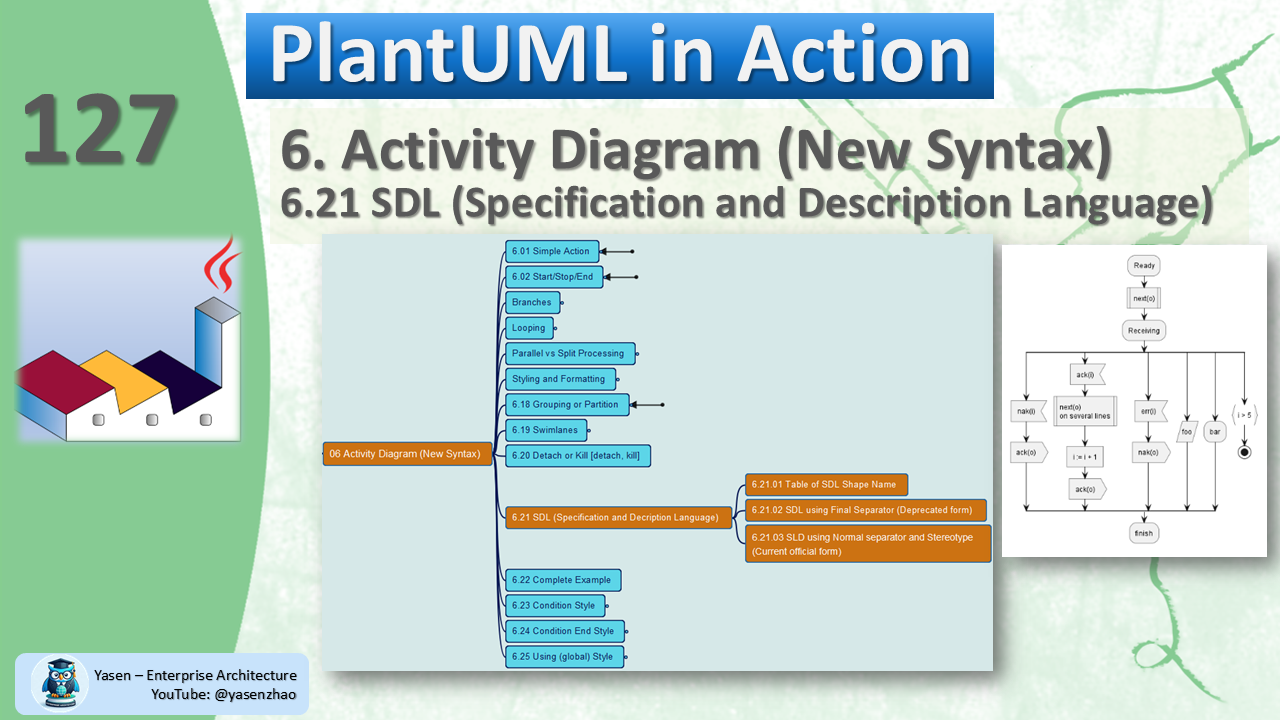 PlantUML in Action
127
6. Activity Diagram (New Syntax)
6.21 SDL (Specification and Description Language)
06 Activity Diagram (New Syntax)
6.01 Simple Action
6.02 Start/Stop/End
Branches
Looping
Parallel vs Split Processing
Styling and Formatting
6.18 Grouping or Partition
6.19 Swimlanes
6.20 Detach or Kill [detach, kill]
6.21 SDL (Specification and Decription Language)
6.21.01 Table of SDL Shape Name
6.21.02 SDL using Final Separator (Deprecated form)
6.21.03 SLD using Normal separator and Stereotype
(Current official form)
6.22 Complete Example
6.23 Condition Style
6.24 Condition End Style
6.25 Using (global) Style
Ready
next(o)
Receiving
nak(i)
ack(o)
ack(i)
next(o)
on several lines
i := i + 1
ack(o)
err(i)
nak(o)
foo
bar
i > 5
finish
Yasen – Enterprise Architecture
YouTube: @yasenzhao